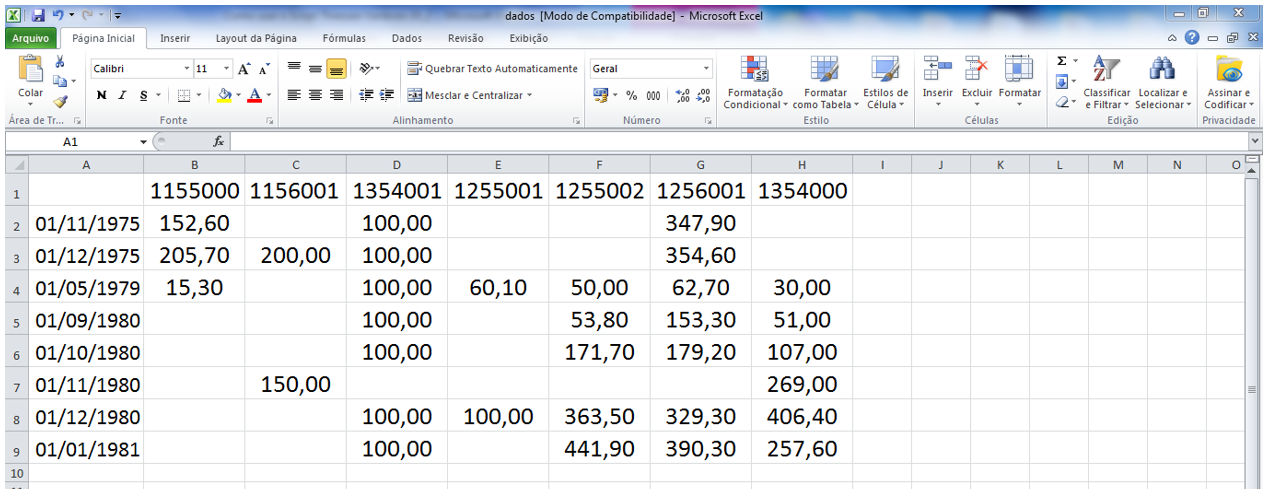 dados [Modo de Compatibilidade] - Microsoft Excel
Arquivo Página Inicial Inserir Layout da Página Fórmulas Dados Revisão Exibição
Colar
Calibri 11
N I S
Quebrar Texto Automaticamente
Mesclar e Centralizar
Geral
% 000 ,00 ,00
Formatação Condicional
Formatar como Tabela
Estilos de Célula
Inserir Excluir Formatar
Σ
Classificar e Filtrar
Localizar e Selecionar
Assinar e Codificar
Área de Tr... Fonte Alinhamento Número Estilo Células Edição Privacidade
A1 fx
A B C D E F G H I J K L M N O
1 1155000 1156001 1354001 1255001 1255002 1256001 1354000
2 01/11/1975 152,60 100,00 347,90
3 01/12/1975 205,70 200,00 100,00 354,60
4 01/05/1979 15,30 100,00 60,10 50,00 62,70 30,00
5 01/09/1980 100,00 53,80 153,30 51,00
6 01/10/1980 100,00 171,70 179,20 107,00
7 01/11/1980 150,00 269,00
8 01/12/1980 100,00 100,00 363,50 329,30 406,40
9 01/01/1981 100,00 441,90 390,30 257,60
10